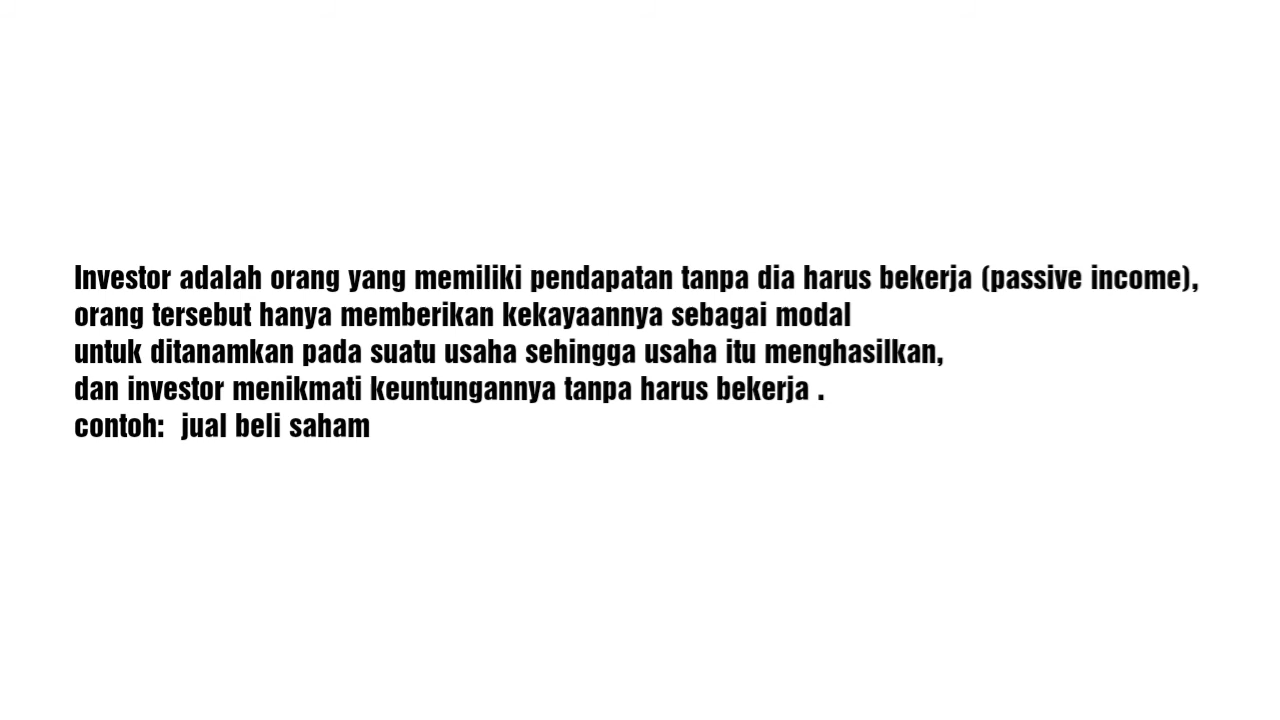 Investor adalah orang yang memiliki pendapatan tanpa dia harus bekerja (passive income),
orang tersebut hanya memberikan kekayaannya sebagai modal
untuk ditanamkan pada suatu usaha sehingga usaha itu menghasilkan,
dan investor menikmati keuntungannya tanpa harus bekerja .
contoh:  jual beli saham